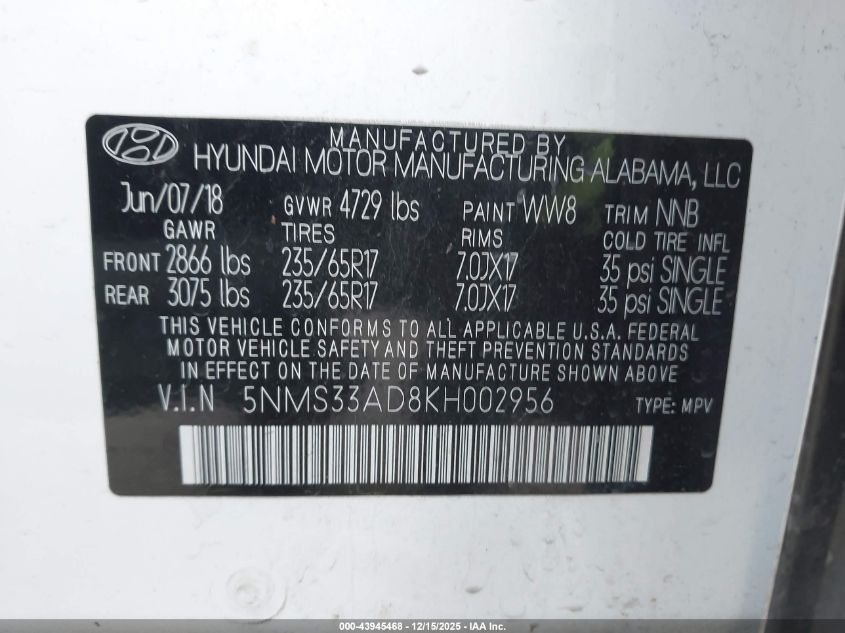 MANUFACTURED BY
HYUNDAI MOTOR MANUFACTURING ALABAMA, LLC
Jun/07/18 GVWR 4729 lbs PAINT WW8 TRIM NNB
GAWR TIRES RIMS COLD TIRE INFL
FRONT 2866 lbs 235/65R17 7.0JX17 35 psi SINGLE
REAR 3075 lbs 235/65R17 7.0JX17 35 psi SINGLE
THIS VEHICLE CONFORMS TO ALL APPLICABLE U.S.A. FEDERAL
MOTOR VEHICLE SAFETY AND THEFT PREVENTION STANDARDS
IN EFFECT ON THE DATE OF MANUFACTURE SHOWN ABOVE.
V.I.N 5NMS33AD8KH002956 TYPE: MPV
000-43945468 - 12/15/2025 - IAA Inc.